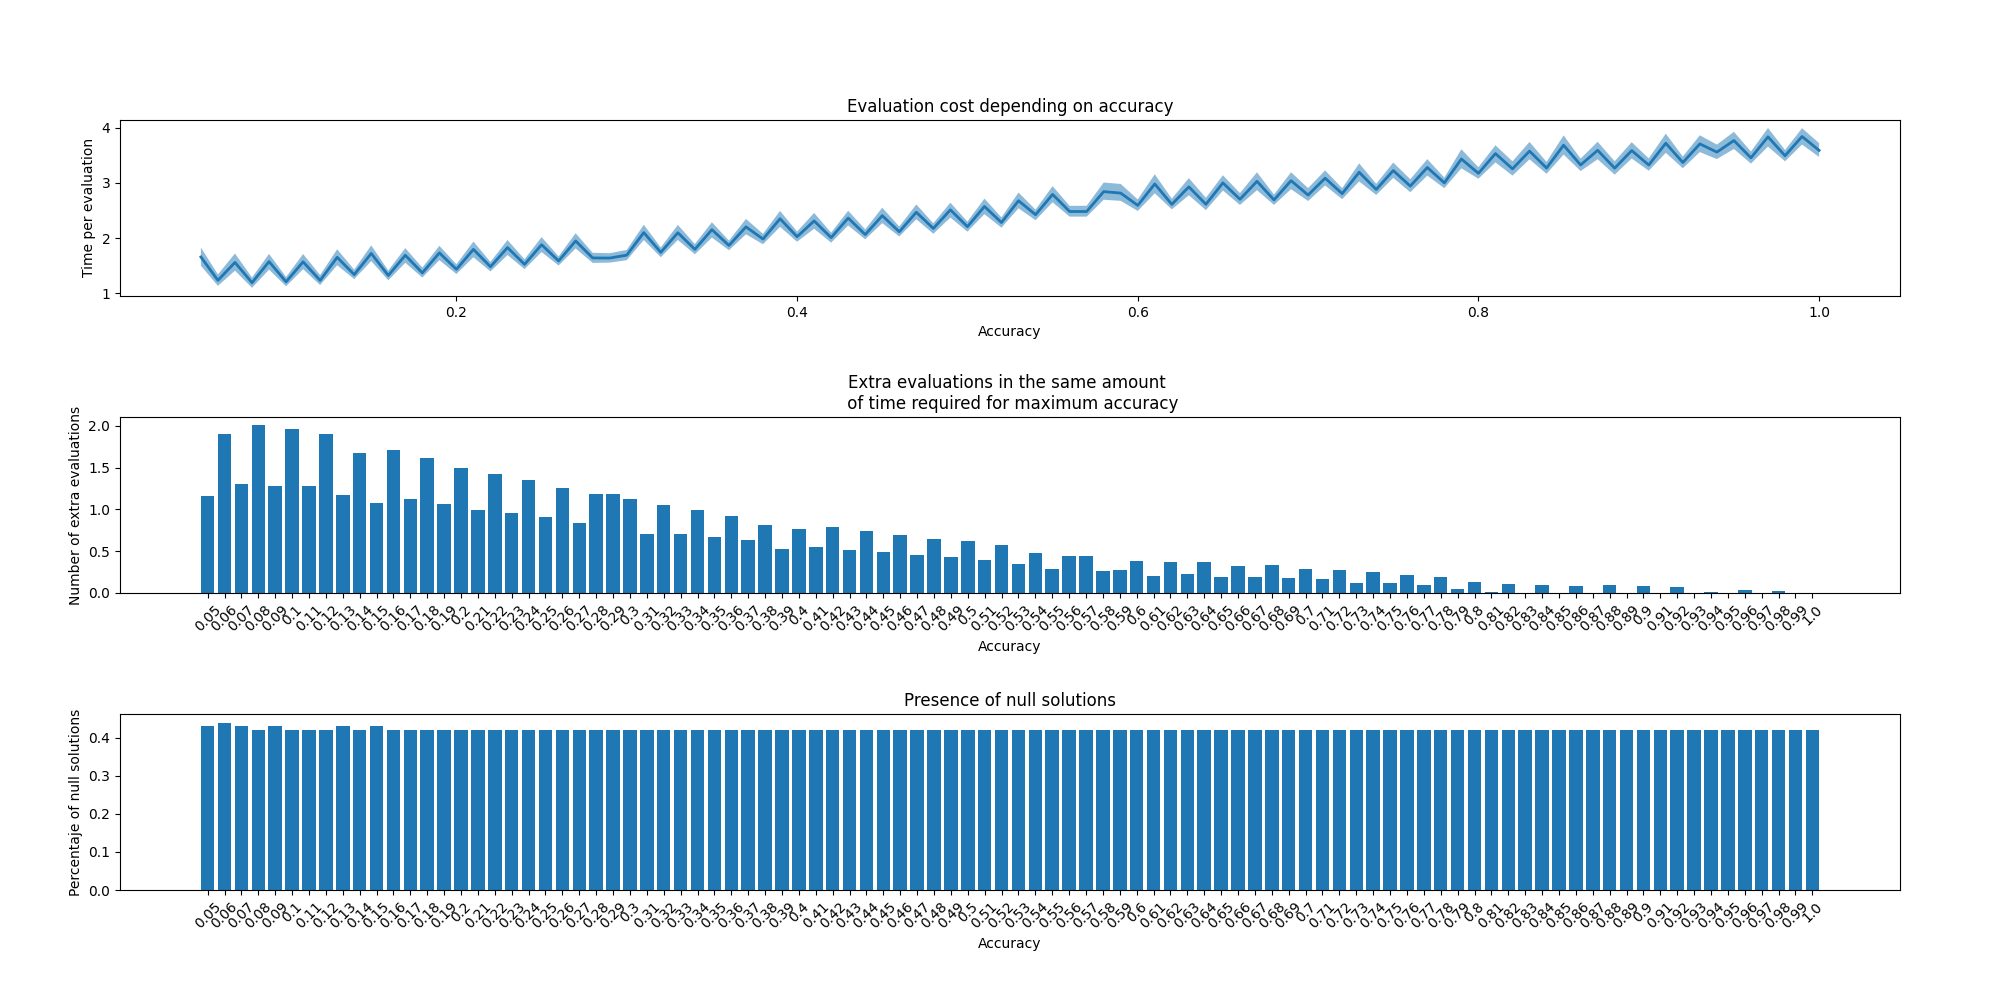 Evaluation cost depending on accuracy
Time per evaluation
4
3
2
1
0.2 0.4 0.6 0.8 1.0
Accuracy
Extra evaluations in the same amount
of time required for maximum accuracy
Number of extra evaluations
2.0
1.5
1.0
0.5
0.0
0.05 0.06 0.07 0.08 0.09 0.1 0.11 0.12 0.13 0.14 0.15 0.16 0.17 0.18 0.19 0.2 0.21 0.22 0.23 0.24 0.25 0.26 0.27 0.28 0.29 0.3 0.31 0.32 0.33 0.34 0.35 0.36 0.37 0.38 0.39 0.4 0.41 0.42 0.43 0.44 0.45 0.46 0.47 0.48 0.49 0.5 0.51 0.52 0.53 0.54 0.55 0.56 0.57 0.58 0.59 0.6 0.61 0.62 0.63 0.64 0.65 0.66 0.67 0.68 0.69 0.7 0.71 0.72 0.73 0.74 0.75 0.76 0.77 0.78 0.79 0.8 0.81 0.82 0.83 0.84 0.85 0.86 0.87 0.88 0.89 0.9 0.91 0.92 0.93 0.94 0.95 0.96 0.97 0.98 0.99 1.0
Accuracy
Presence of null solutions
Percentaje of null solutions
0.4
0.3
0.2
0.1
0.0
0.05 0.06 0.07 0.08 0.09 0.1 0.11 0.12 0.13 0.14 0.15 0.16 0.17 0.18 0.19 0.2 0.21 0.22 0.23 0.24 0.25 0.26 0.27 0.28 0.29 0.3 0.31 0.32 0.33 0.34 0.35 0.36 0.37 0.38 0.39 0.4 0.41 0.42 0.43 0.44 0.45 0.46 0.47 0.48 0.49 0.5 0.51 0.52 0.53 0.54 0.55 0.56 0.57 0.58 0.59 0.6 0.61 0.62 0.63 0.64 0.65 0.66 0.67 0.68 0.69 0.7 0.71 0.72 0.73 0.74 0.75 0.76 0.77 0.78 0.79 0.8 0.81 0.82 0.83 0.84 0.85 0.86 0.87 0.88 0.89 0.9 0.91 0.92 0.93 0.94 0.95 0.96 0.97 0.98 0.99 1.0
Accuracy